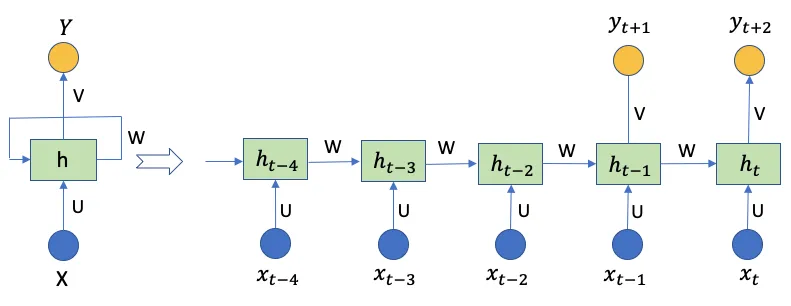 Y
y_{t+1}
y_{t+2}
V
V
V
W
h
h_{t-4}
W
h_{t-3}
W
h_{t-2}
W
h_{t-1}
W
h_t
U
U
U
U
U
U
X
x_{t-4}
x_{t-3}
x_{t-2}
x_{t-1}
x_t